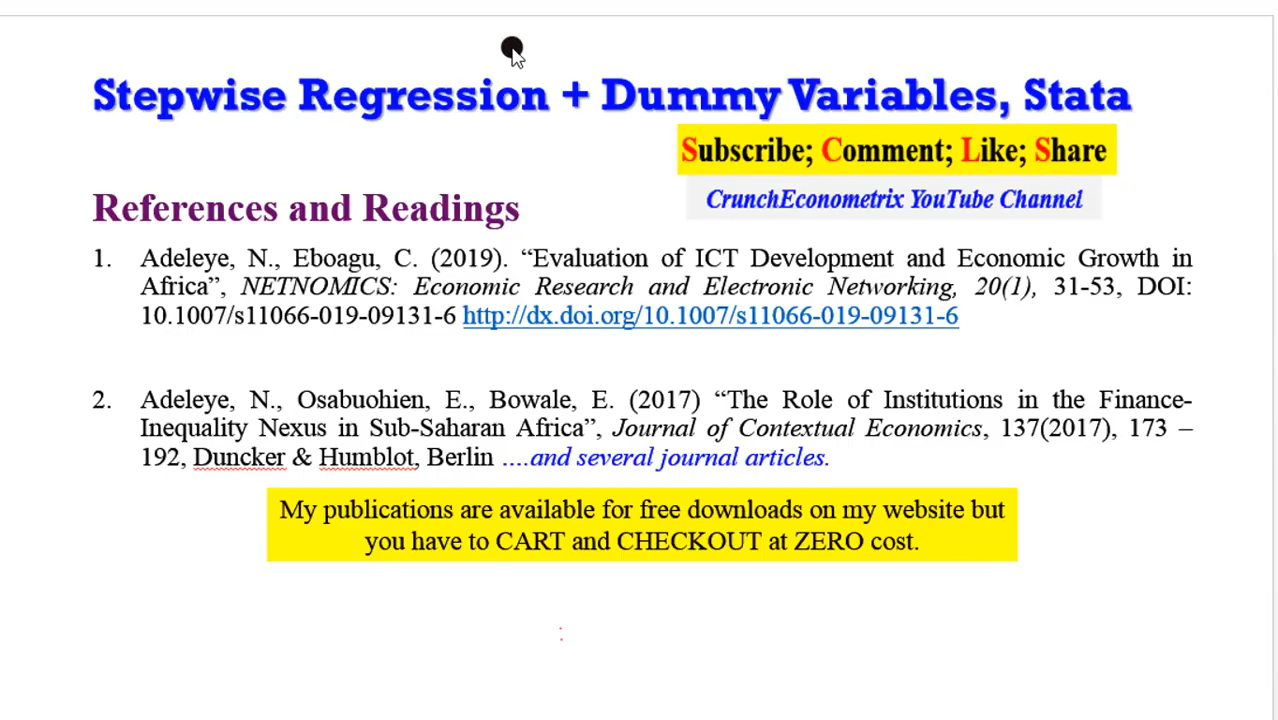 Stepwise Regression + Dummy Variables, Stata
Subscribe; Comment; Like; Share
CrunchEconometrix YouTube Channel
References and Readings
1. Adeleye, N., Eboagu, C. (2019). “Evaluation of ICT Development and Economic Growth in
Africa”, NETNOMICS: Economic Research and Electronic Networking, 20(1), 31-53, DOI:
10.1007/s11066-019-09131-6 http://dx.doi.org/10.1007/s11066-019-09131-6
2. Adeleye, N., Osabuohien, E., Bowale, E. (2017) “The Role of Institutions in the Finance-
Inequality Nexus in Sub-Saharan Africa”, Journal of Contextual Economics, 137(2017), 173 –
192, Duncker & Humblot, Berlin ....and several journal articles.
My publications are available for free downloads on my website but
you have to CART and CHECKOUT at ZERO cost.